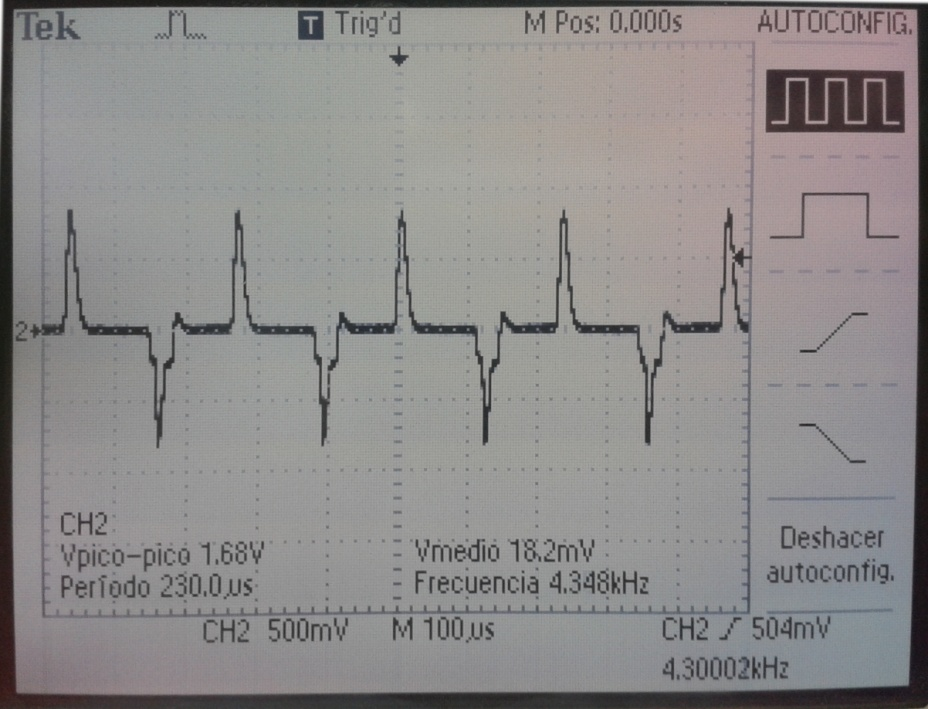 Tek T Trig'd M Pos: 0.000s AUTOCONFIG.
2
CH2
Vpico-pico 1.68V Vmedio 18.2mV
Período 230.0µs Frecuencia 4.348kHz
Deshacer
autoconfig.
CH2 500mV M 100µs CH2 504mV
4.30002kHz